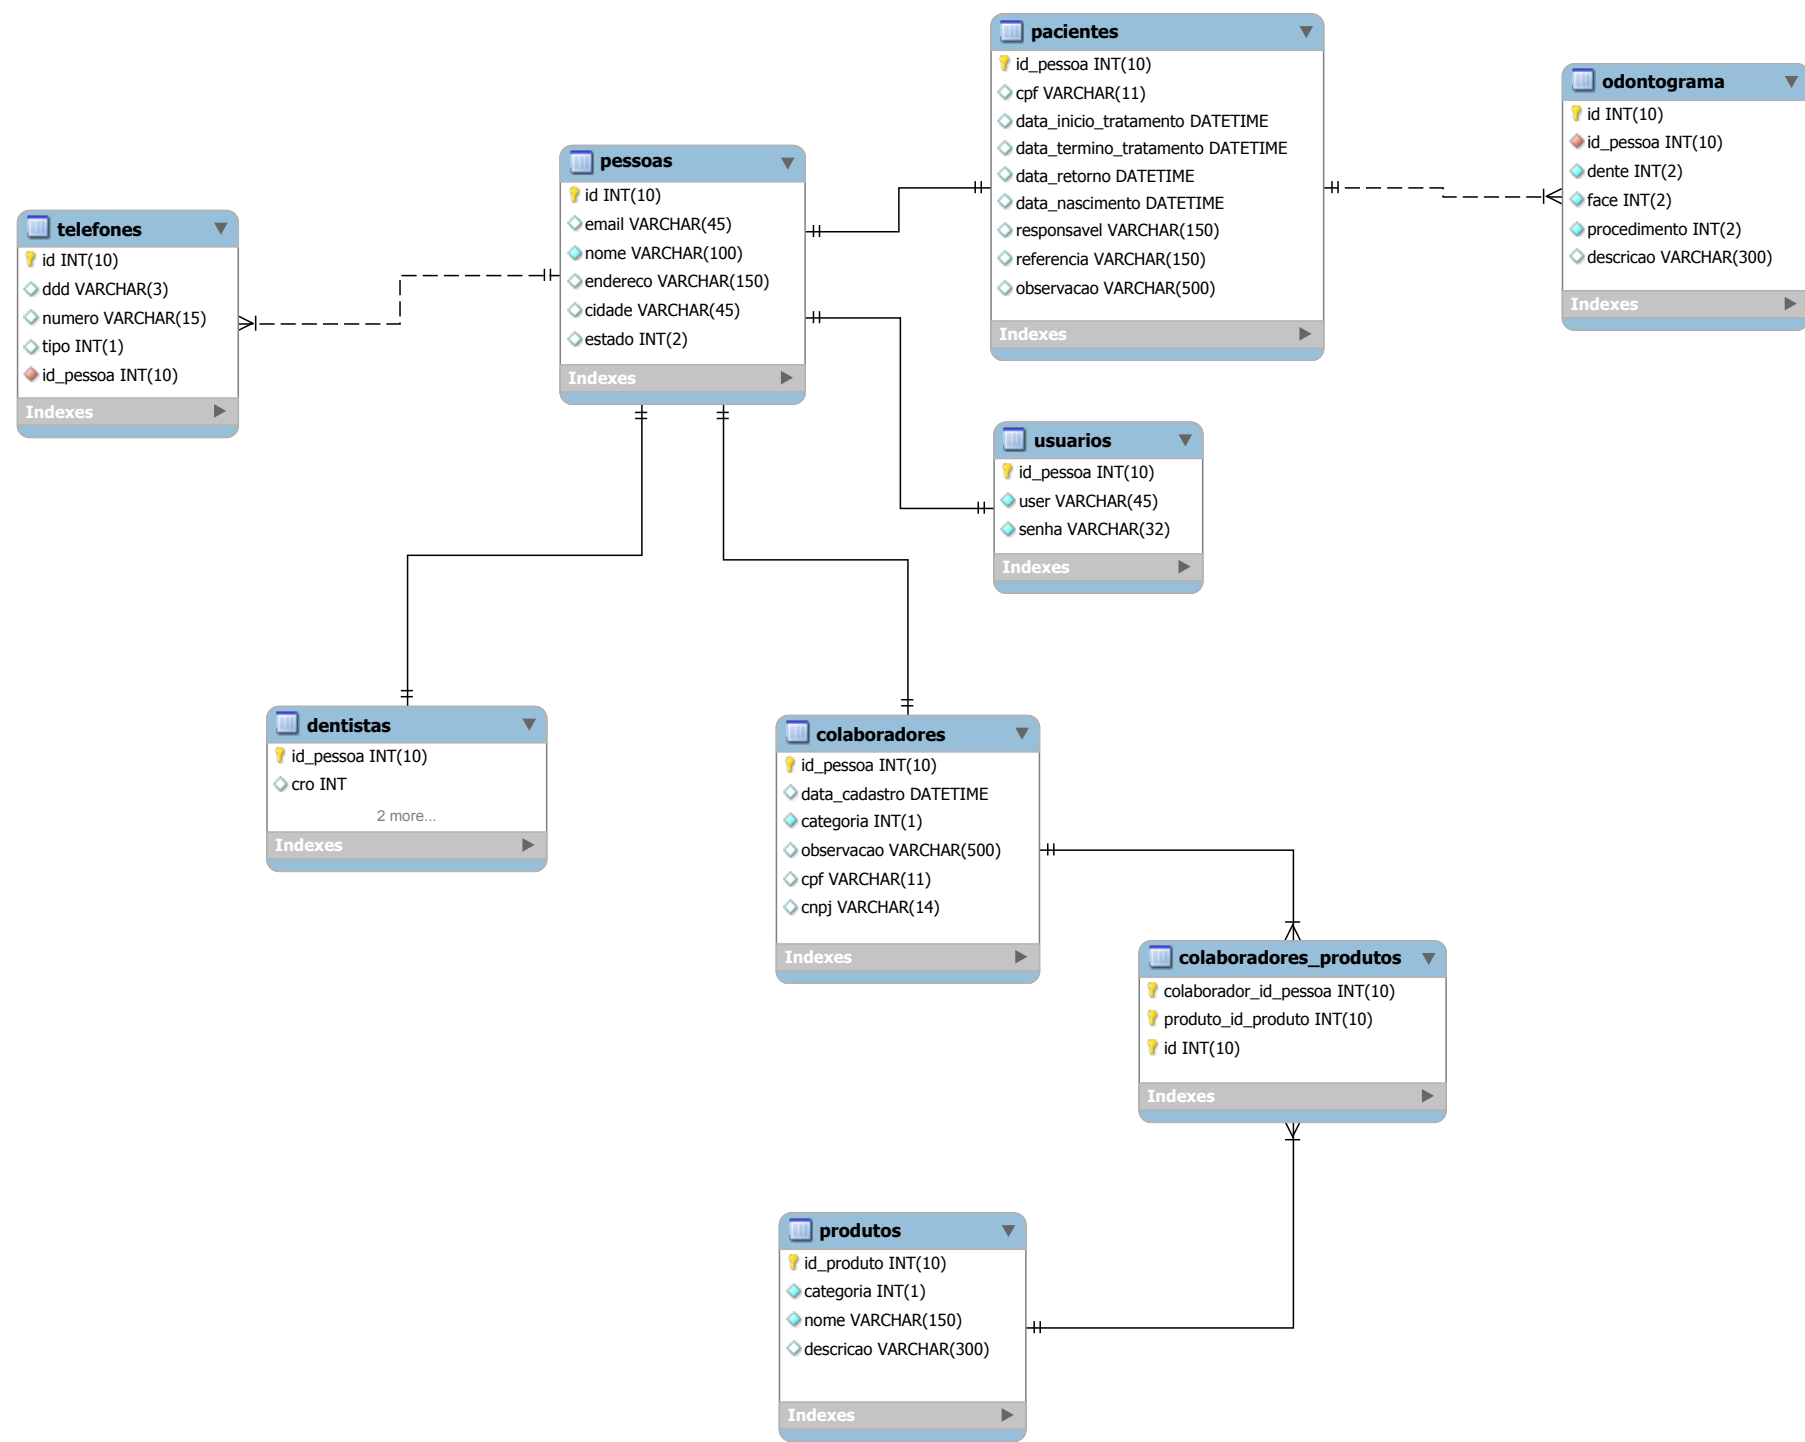 pacientes
id_pessoa INT(10)
cpf VARCHAR(11)
data_inicio_tratamento DATETIME
data_termino_tratamento DATETIME
data_retorno DATETIME
data_nascimento DATETIME
responsavel VARCHAR(150)
referencia VARCHAR(150)
observacao VARCHAR(500)
Indexes
odontograma
id INT(10)
id_pessoa INT(10)
dente INT(2)
face INT(2)
procedimento INT(2)
descricao VARCHAR(300)
Indexes
pessoas
id INT(10)
email VARCHAR(45)
nome VARCHAR(100)
endereco VARCHAR(150)
cidade VARCHAR(45)
estado INT(2)
Indexes
telefones
id INT(10)
ddd VARCHAR(3)
numero VARCHAR(15)
tipo INT(1)
id_pessoa INT(10)
Indexes
usuarios
id_pessoa INT(10)
user VARCHAR(45)
senha VARCHAR(32)
Indexes
dentistas
id_pessoa INT(10)
cro INT
2 more...
Indexes
colaboradores
id_pessoa INT(10)
data_cadastro DATETIME
categoria INT(1)
observacao VARCHAR(500)
cpf VARCHAR(11)
cnpj VARCHAR(14)
Indexes
colaboradores_produtos
colaborador_id_pessoa INT(10)
produto_id_produto INT(10)
id INT(10)
Indexes
produtos
id_produto INT(10)
categoria INT(1)
nome VARCHAR(150)
descricao VARCHAR(300)
Indexes